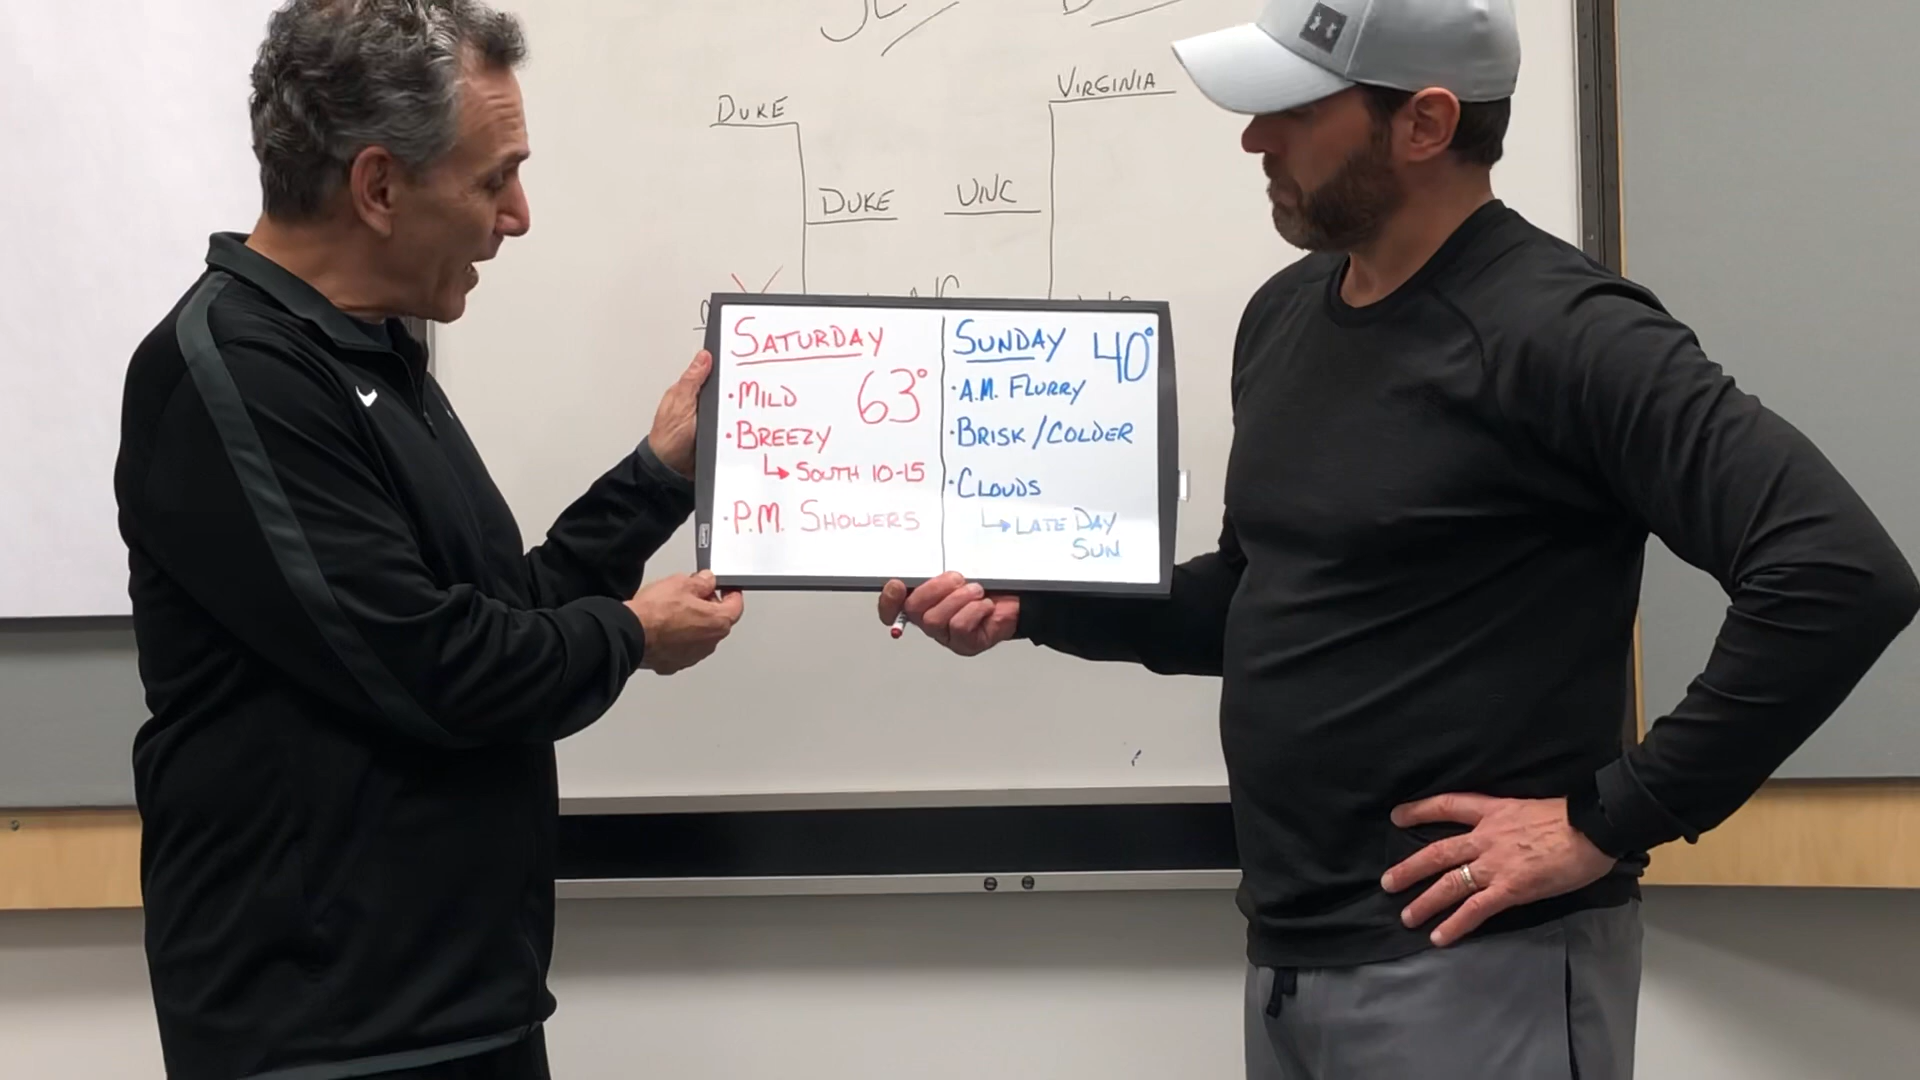 VIRGINIA
DUKE
DUKE
UNC
SATURDAY
•MILD 63°
•BREEZY
↳SOUTH 10-15
•P.M. SHOWERS
SUNDAY 40°
•A.M. FLURRY
•BRISK/COLDER
•CLOUDS
↳LATE DAY
SUN